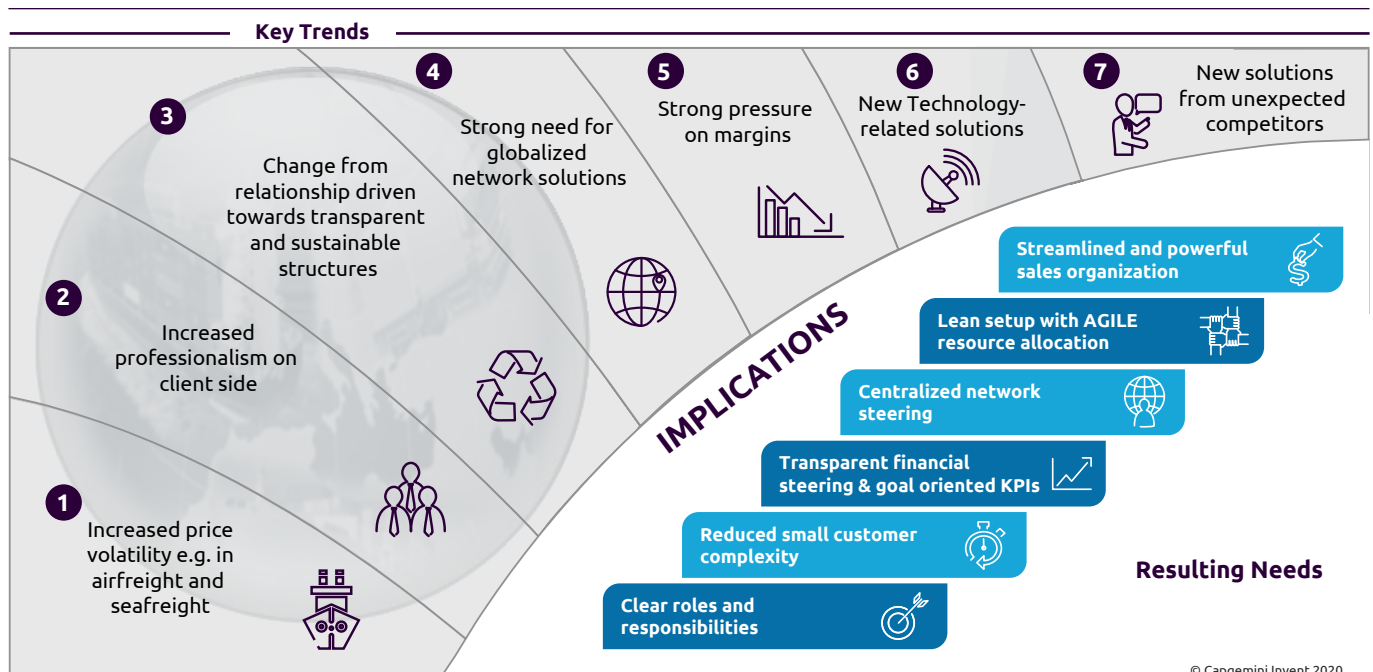 Key Trends
1
Increased price
volatility e.g. in
airfreight and
seafreight
2
Increased
professionalism on
client side
3
Change from
relationship driven
towards transparent
and sustainable
structures
4
Strong need for
globalized
network solutions
5
Strong pressure
on margins
6
New Technology-
related solutions
7
New solutions
from unexpected
competitors
IMPLICATIONS
Streamlined and powerful
sales organization
Lean setup with AGILE
resource allocation
Centralized network
steering
Transparent financial
steering & goal oriented KPIs
Reduced small customer
complexity
Clear roles and
responsibilities
Resulting Needs
© Capgemini Invent 2020